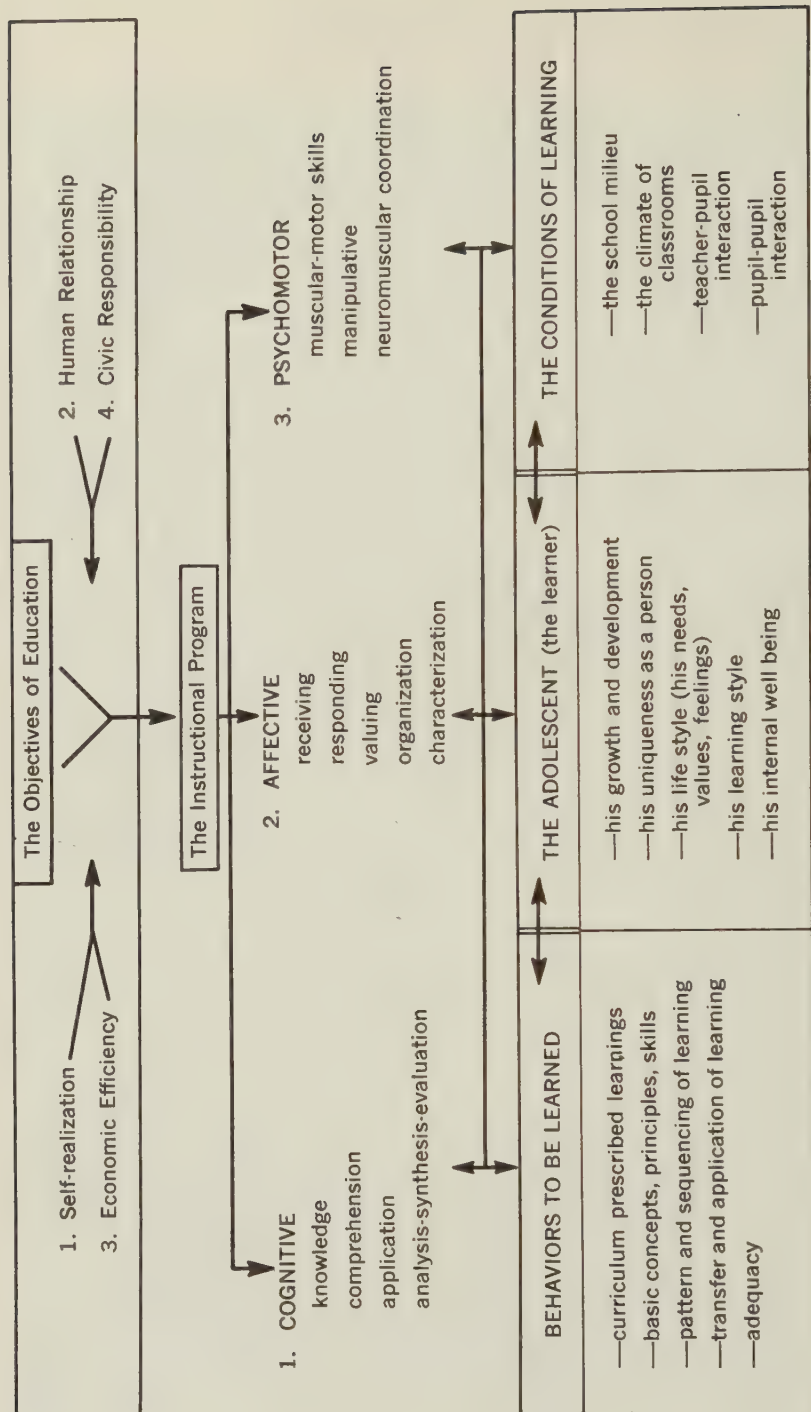 The Objectives of Education
1. Self-realization
3. Economic Efficiency
2. Human Relationship
4. Civic Responsibility
The Instructional Program
1. COGNITIVE
knowledge
comprehension
application
analysis-synthesis-evaluation
2. AFFECTIVE
receiving
responding
valuing
organization
characterization
3. PSYCHOMOTOR
muscular-motor skills
manipulative
neuromuscular coordination
BEHAVIORS TO BE LEARNED
—curriculum prescribed learnings
—basic concepts, principles, skills
—pattern and sequencing of learning
—transfer and application of learning
—adequacy
THE ADOLESCENT (the learner)
—his growth and development
—his uniqueness as a person
—his life style (his needs,
values, feelings)
—his learning style
—his internal well being
THE CONDITIONS OF LEARNING
—the school milieu
—the climate of
classrooms
—teacher-pupil
interaction
—pupil-pupil
interaction